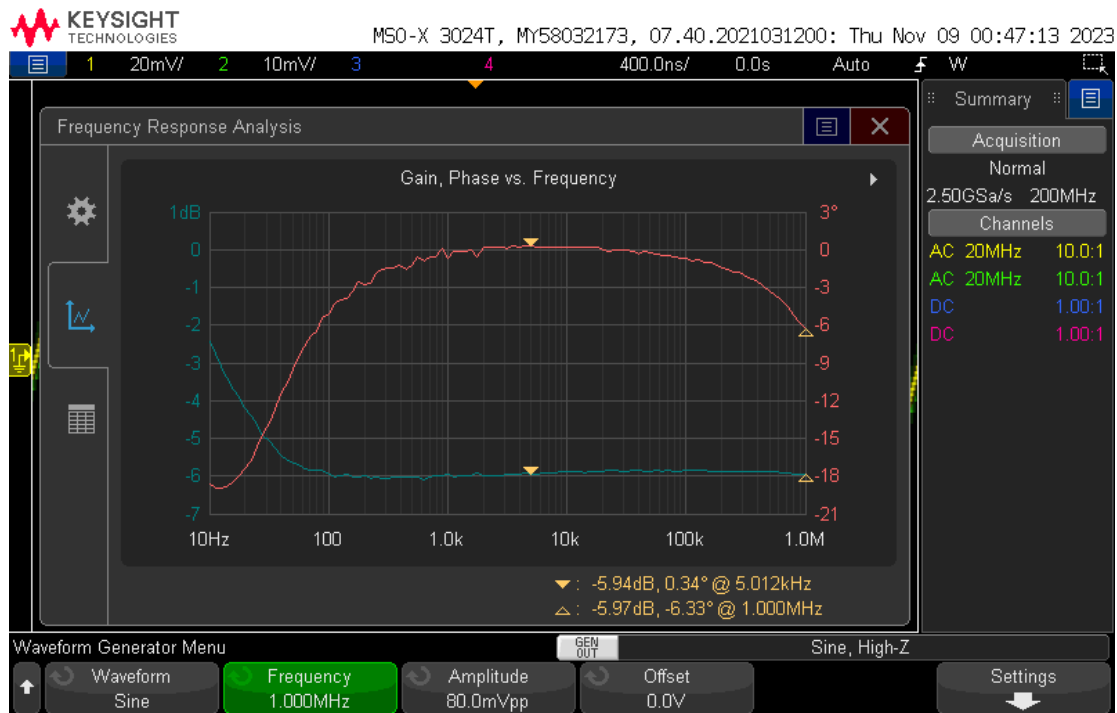 KEYSIGHT
TECHNOLOGIES
MSO-X 3024T, MY58032173, 07.40.2021031200: Thu Nov 09 00:47:13 2023
1 20mV/ 2 10mV/ 3 4 400.0ns/ 0.0s Auto W
Summary
Frequency Response Analysis
Acquisition
Normal
2.50GSa/s 200MHz
Channels
AC 20MHz 10.0:1
AC 20MHz 10.0:1
DC 1.00:1
DC 1.00:1
Gain, Phase vs. Frequency
1dB 3°
0 0
-1 -3
-2 -6
-3 -9
-4 -12
-5 -15
-6 -18
-7 -21
10Hz 100 1.0k 10k 100k 1.0M
: -5.94dB, 0.34° @ 5.012kHz
: -5.97dB, -6.33° @ 1.000MHz
1
Waveform Generator Menu
GEN
OUT
Sine, High-Z
Waveform
Sine
Frequency
1.000MHz
Amplitude
80.0mVpp
Offset
0.0V
Settings